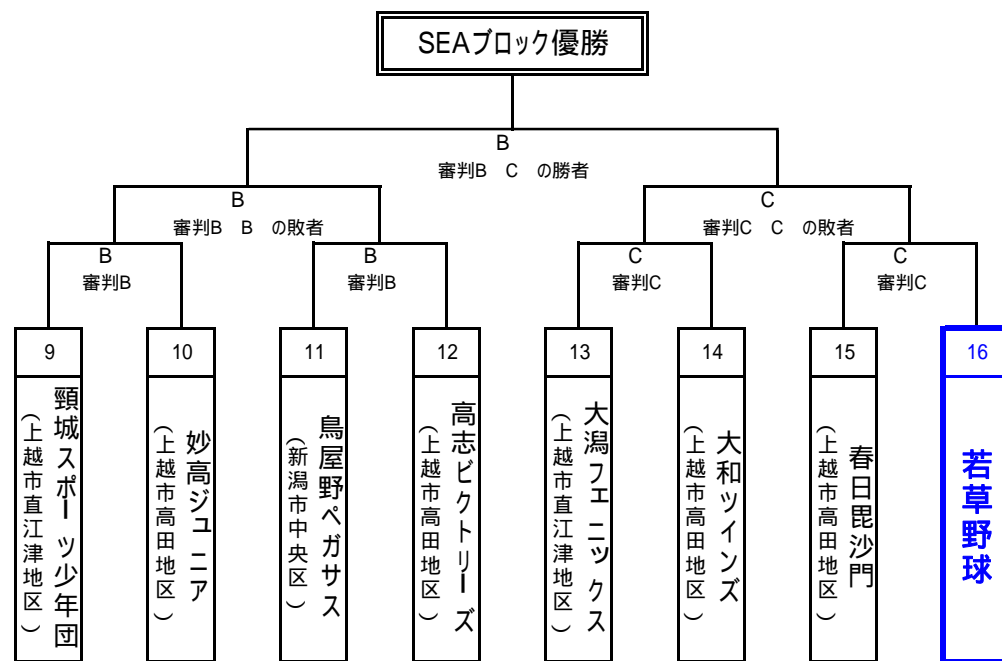 SEAブロック優勝
B
審判B C の勝者
B
審判B B の敗者
C
審判C C の敗者
B
審判B
B
審判B
C
審判C
C
審判C
9
頸城スポーツ少年団
(上越市直江津地区)
10
妙高ジュニア
(上越市高田地区)
11
鳥屋野ペガサス
(新潟市中央区)
12
高志ビクトリーズ
(上越市高田地区)
13
大潟フェニックス
(上越市直江津地区)
14
大和ツインズ
(上越市高田地区)
15
春日毘沙門
(上越市高田地区)
16
若草野球